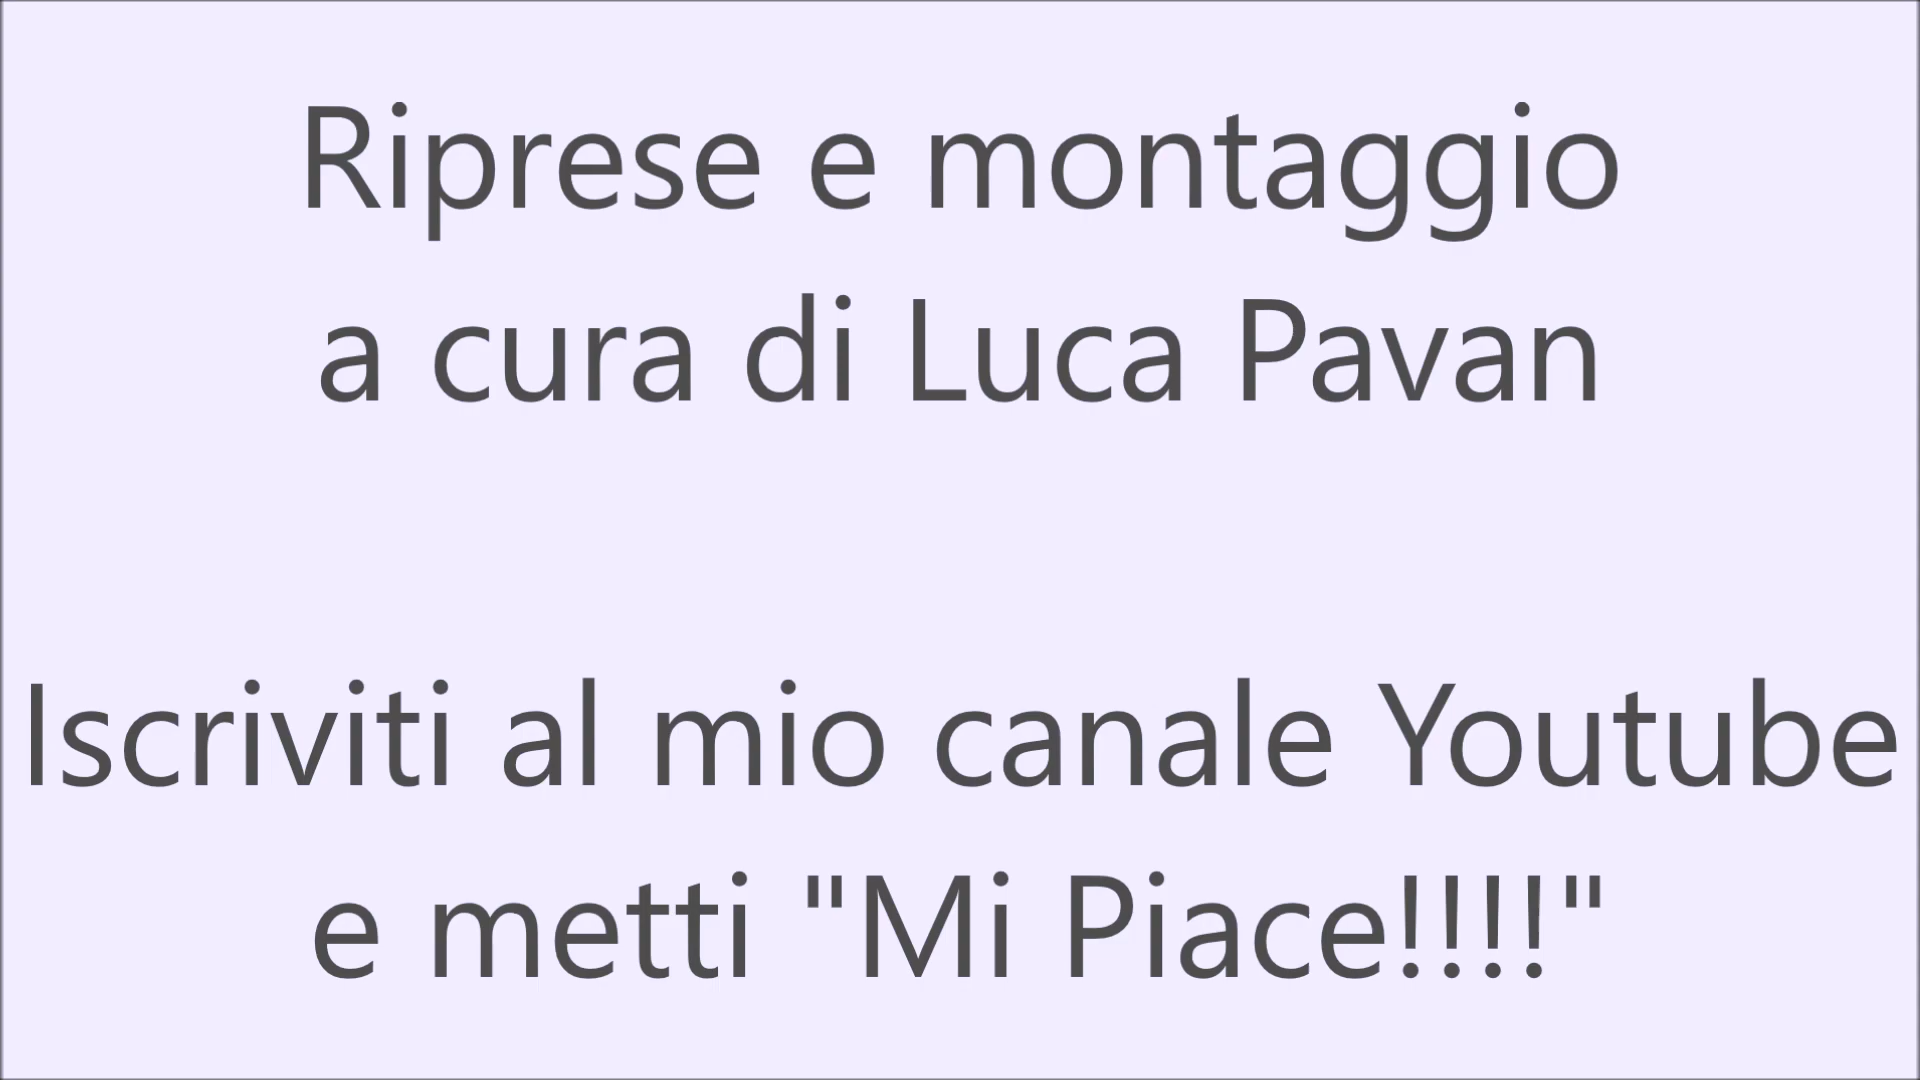 Riprese e montaggio
a cura di Luca Pavan
Iscriviti al mio canale Youtube
e metti "Mi Piace!!!!"